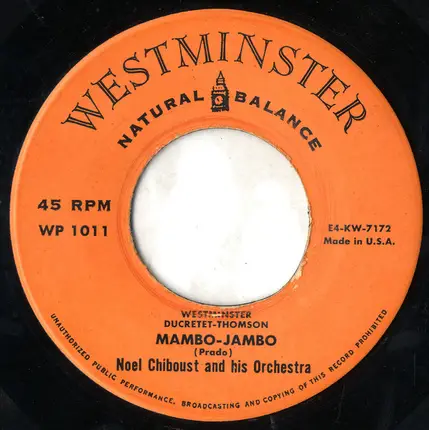 WESTMINSTER
NATURAL BALANCE
45 RPM
WP 1011
E4-KW-7172
Made in U.S.A.
WESTMINSTER
DUCRETET-THOMSON
MAMBO-JAMBO
(Prado)
Noel Chiboust and his Orchestra
UNAUTHORIZED PUBLIC PERFORMANCE, BROADCASTING AND COPYING OF THIS RECORD PROHIBITED